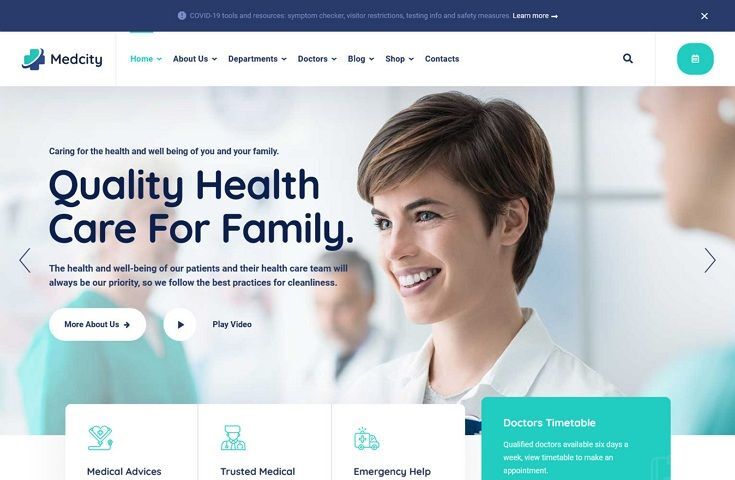 COVID-19 tools and resources: symptom checker, visitor restrictions, testing info and safety measures. Learn more
Medcity
Home About Us Departments Doctors Blog Shop Contacts
Caring for the health and well being of you and your family.
Quality Health
Care For Family.
The health and well-being of our patients and their health care team will
always be our priority, so we follow the best practices for cleanliness.
More About Us
Play Video
Medical Advices
Trusted Medical
Emergency Help
Doctors Timetable
Qualified doctors available six days a
week, view timetable to make an
appointment.